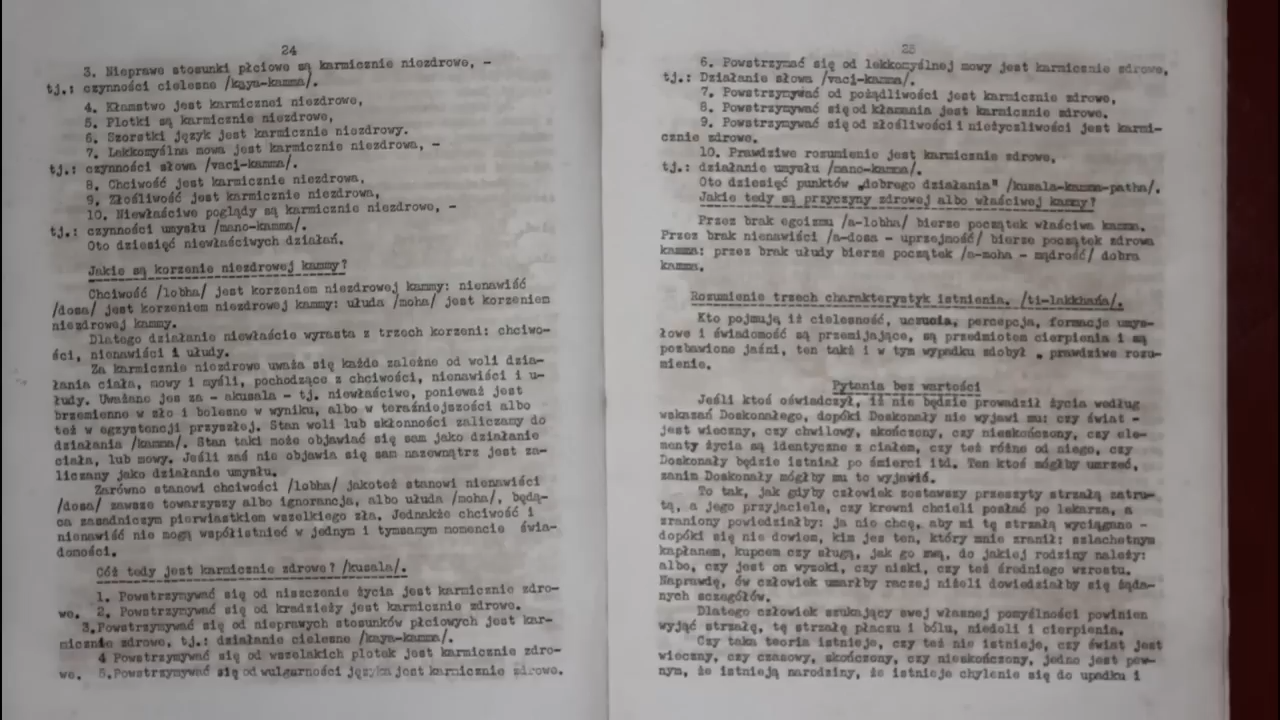 24
3. Nieprawe stosunki płciowe są karmicznie niezdrowe, -
tj.: czynności cielesne /kaya-kamma/.
4. Kłamstwo jest karmicznei niezdrowe,
5. Plotki są karmicznie niezdrowe,
6. Szorstki język jest karmicznie niezdrowy.
7. Lekkomyślna mowa jest karmicznie niezdrowa, -
tj.: czynności słowa /vaci-kamma/.
8. Chciwość jest karmicznie niezdrowa,
9. Złośliwość jest karmicznie niezdrowa,
10. Niewłaściwe poglądy są karmicznie niezdrowe, -
tj.: czynności umysłu /mano-kamma/.
Oto dziesięć niewłaściwych działań.
Jakie są korzenie niezdrowej kammy?
Chciwość /lobha/ jest korzeniem niezdrowej kammy: nienawiść
/dosa/ jest korzeniem niezdrowej kammy: ułuda /moha/ jest korzeniem
niezdrowej kammy.
Dlatego działanie niewłaście wyrasta z trzech korzeni: chciwo-
ści, nienawiści i ułudy.
Za karmicznie niezdrowe uważa się każde zależne od woli dzia-
łania ciała, mowy i myśli, pochodzące z chciwości, nienawiści i u-
łudy. Uważane jes za - akusala - tj. niewłaściwe, ponieważ jest
brzemienne w zło i bolesne w wyniku, albo w teraźniejszości albo
też w egzystencji przyszłej. Stan woli lub skłonności zaliczamy do
działania /kamma/. Stan taki może objawiać się sam jako działanie
ciała, lub mowy. Jeśli zaś nie objawia się sam nazewnątrz jest za-
liczany jako działanie umysłu.
Zarówno stanowi chciwości /lobha/ jakoteż stanowi nienawiści
/dosa/ zawsze towarzyszy albo ignorancja, albo ułuda /moha/, będą-
ca zasadniczym pierwiastkiem wszelkiego zła. Jednakże chciwość i
nienawiść nie mogą współistnieć w jednym i tymsamym momencie świa-
domości.
Cóż tedy jest karmicznie zdrowe? /kusala/.
1. Powstrzymywać się od niszczenie życia jest karmicznie zdro-
we. 2. Powstrzymywać się od kradzieży jest karmicznie zdrowe.
3.Powstrzymywać się od nieprawych stosunków płciowych jest kar-
micznie zdrowe, tj.: działanie cielesne /kaya-kamma/.
4 Powstrzymywać się od wszelakich plotek jest karmicznie zdro-
we. 5.Powstrzymywać się od wulgarności języka jest karmicznie zdrowe.
25
6. Powstrzymać się od lekkomyślnej mowy jest karmicznie zdrowe,
tj.: Działanie słowa /vaci-kamma/.
7. Powstrzymywać od pożądliwości jest karmicznie zdrowe,
8. Powstrzymywać się od kłamania jest karmicznie zdrowe.
9. Powstrzymywać się od złośliwości i nieżyczliwości jest karmi-
cznie zdrowe.
10. Prawdziwe rozumienie jest karmicznie zdrowe,
tj.: działanie umysłu /mano-kamma/.
Oto dziesięć punktów „dobrego działania" /kusala-kamma-patha/.
Jakie tedy są przyczyny zdrowej albo właściwej kammy?
Przez brak egoizmu /a-lobha/ bierze początek właściwa kamma.
Przez brak nienawiści /a-dosa - uprzejność/ bierze początek zdrowa
kamma: przez brak ułudy bierze początek /a-moha - mądrość/ dobra
kamma.
Rozumienie trzech charakterystyk istnienia. /ti-lakkhańa/.
Kto pojmują iż cielesność, uczucia, percepcja, formacje umys-
łowe i świadomość są przemijające, są przedmiotem cierpienia i są
pozbawione jaźni, ten także i w tym wypadku zdobył „ prawdziwe rozu-
mienie.
Pytania bez wartości
Jeśli ktoś oświadczył, iż nie będzie prowadził życia według
wskazań Doskonałego, dopóki Doskonały nie wyjawi mu: czy świat -
jest wieczny, czy chwilowy, skończony, czy nieskończony, czy ele-
menty życia są identyczne z ciałem, czy też różne od niego, czy
Doskonały będzie istniał po śmierci itd. Ten ktoś mógłby umrzeć,
zanim Doskonały mógłby mu to wyjawić.
To tak, jak gdyby człowiek zostawszy przeszyty strzałą zatru-
tą, a jego przyjaciele, czy krewni chcieli posłać po lekarza, a
zraniony powiedziałby: ja nie chcę, aby mi tę strzałą wyciągano -
dopóki się nie dowiem, kim jes ten, który mnie zranił: szlachetnym
kapłanem, kupcem czy sługą, jak go zwą, do jakiej rodziny należy:
albo, czy jest on wysoki, czy niski, czy też średniego wzrostu.
Naprawdę, ów człowiek umarłby raczej niżeli dowiedziałby się żąda-
nych sczegółów.
Dlatego człowiek szukający swej własnej pomyślności powinien
wyjąć strzałę, tę strzałę płaczu i bólu, niedoli i cierpienia.
Czy taka teoria istnieje, czy też nie istnieje, czy świat jest
wieczny, czy czasowy, skończony, czy nieskończony, jedno jest pew-
nym, że istnieją narodziny, że istnieje chylenie się do upadku i